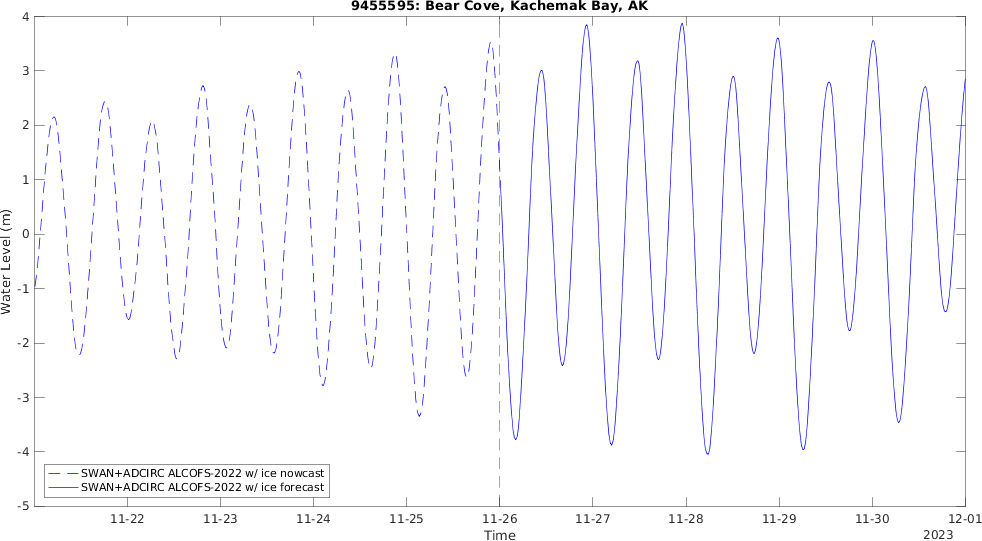 9455595: Bear Cove, Kachemak Bay, AK
Water Level (m)
4
3
2
1
0
-1
-2
-3
-4
-5
SWAN+ADCIRC ALCOFS-2022 w/ ice nowcast
SWAN+ADCIRC ALCOFS-2022 w/ ice forecast
11-22 11-23 11-24 11-25 11-26 11-27 11-28 11-29 11-30 12-01
Time
2023